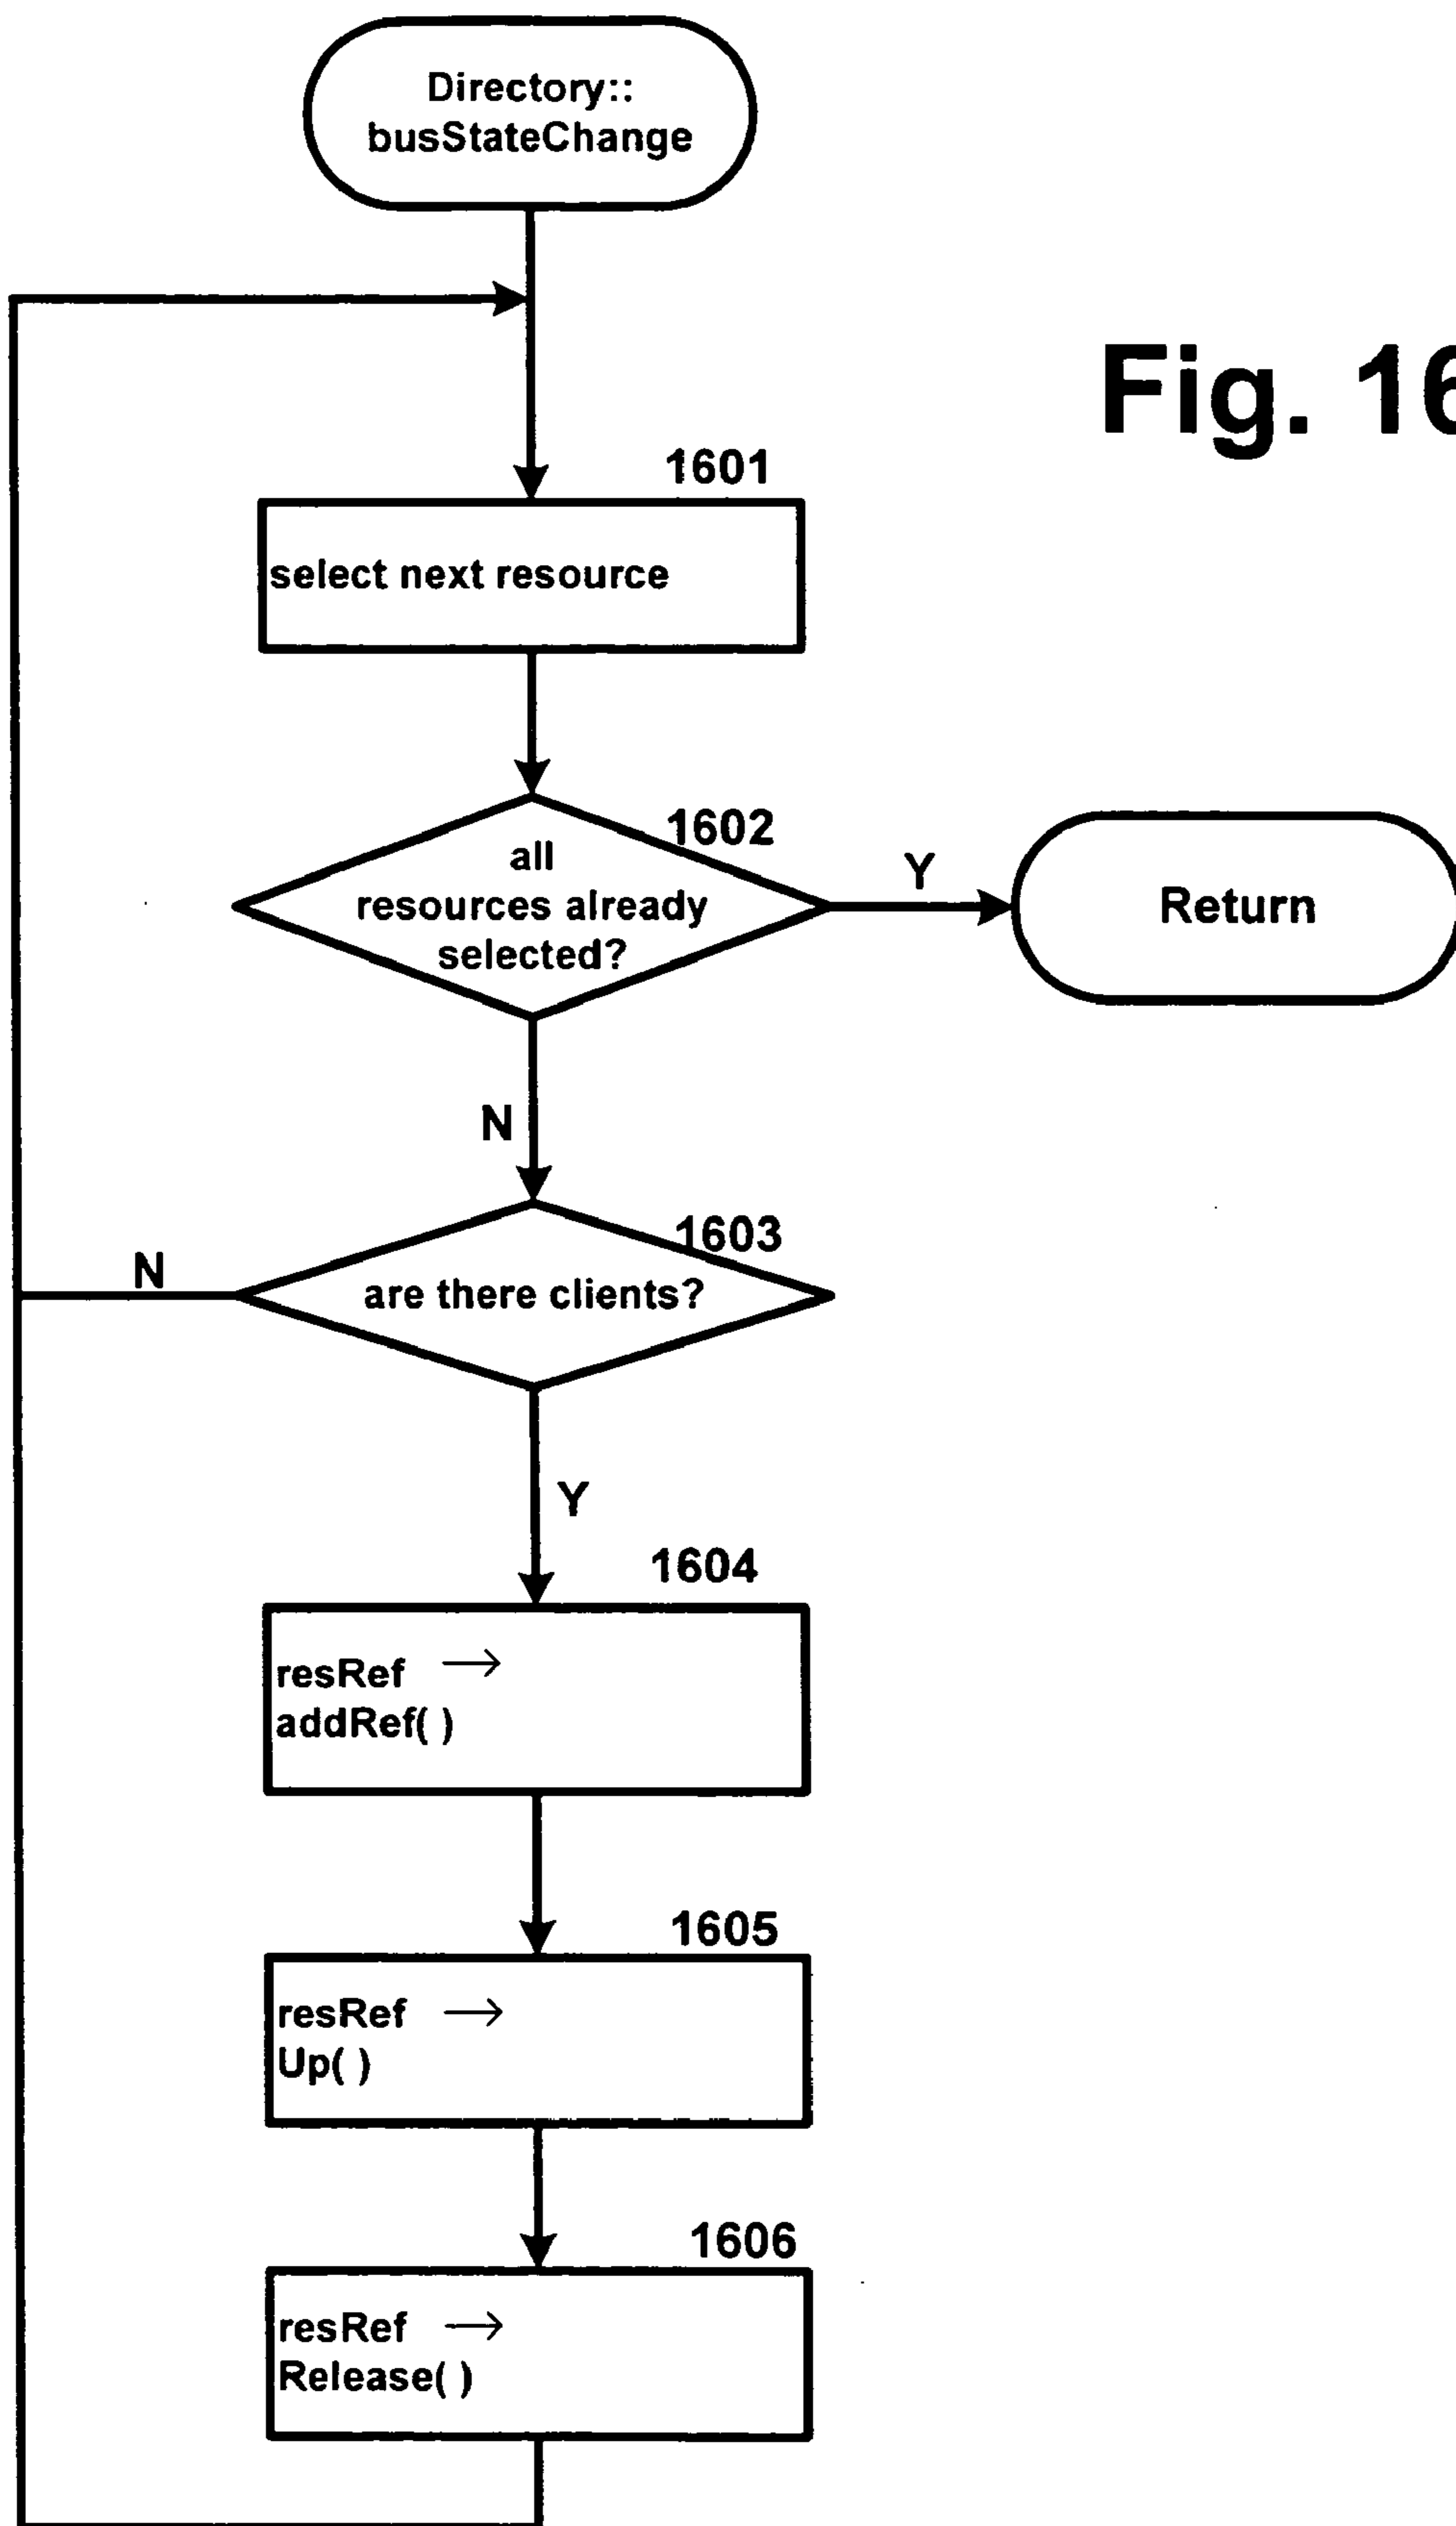 Directory::
busStateChange
Fig. 16
1601
select next resource
1602
all
resources already
selected?
Y
Return
N
1603
are there clients?
N
Y
1604
resRef →
addRef( )
1605
resRef →
Up( )
1606
resRef →
Release( )